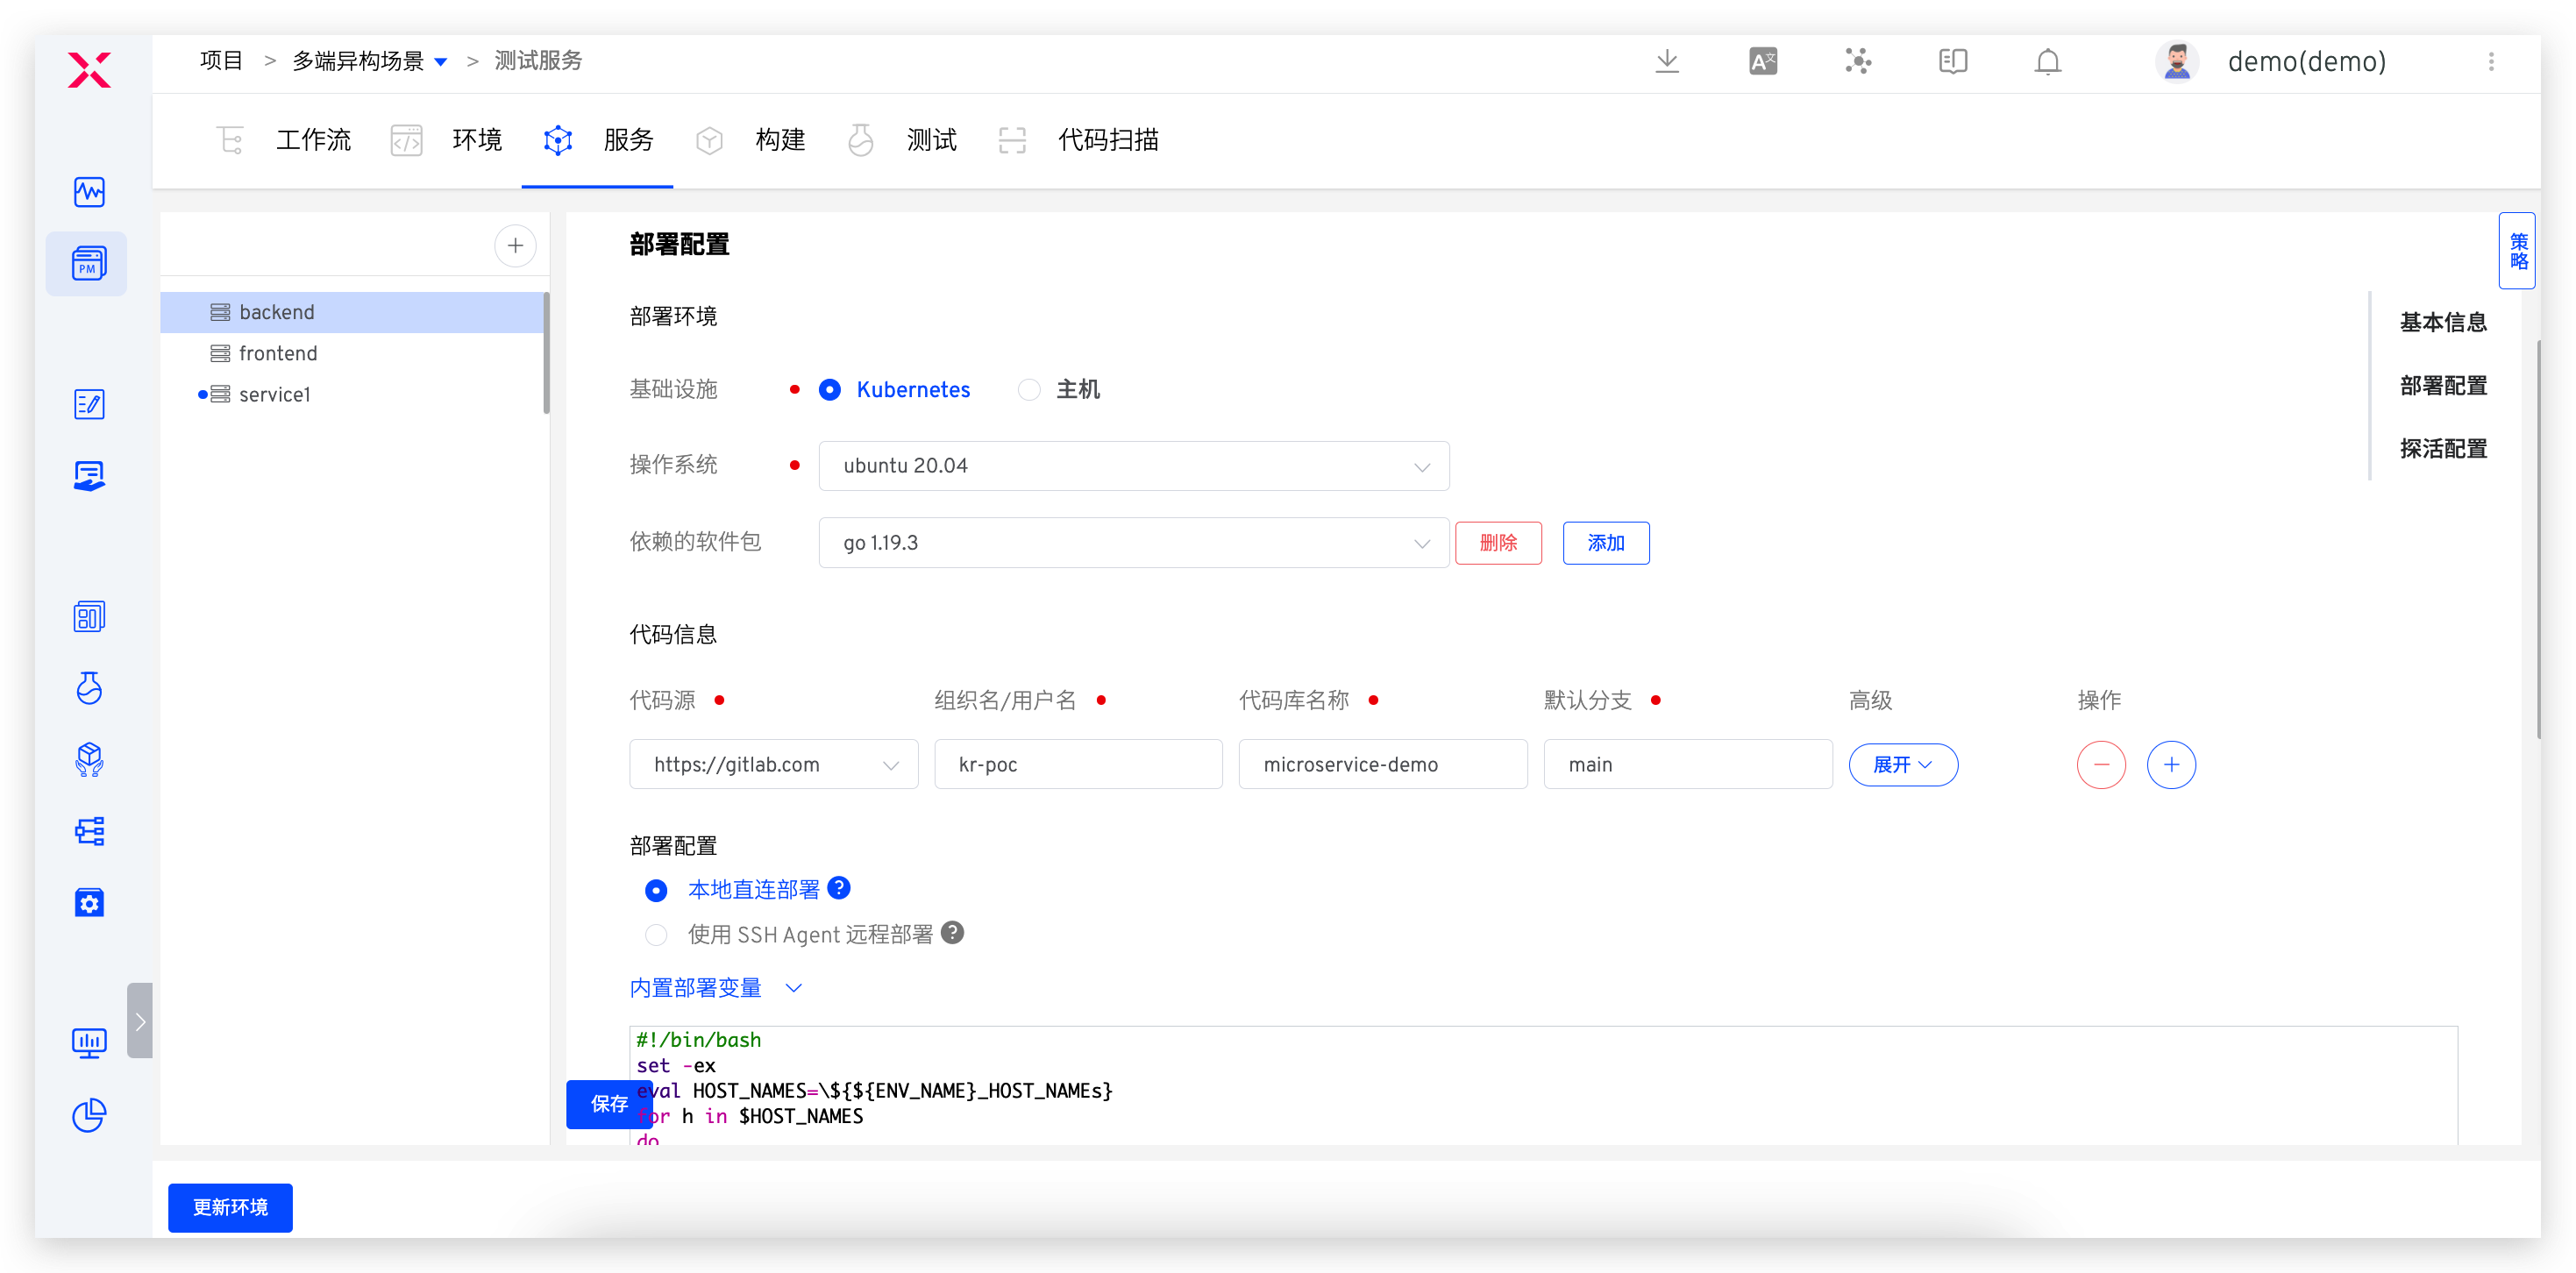 项目 > 多端异构场景 > 测试服务
demo(demo)
工作流 环境 服务 构建 测试 代码扫描
PM
backend
frontend
service1
部署配置
部署环境
基础设施 Kubernetes 主机
操作系统 ubuntu 20.04
依赖的软件包 go 1.19.3 删除 添加
代码信息
代码源 组织名/用户名 代码库名称 默认分支 高级 操作
https://gitlab.com kr-poc microservice-demo main 展开
部署配置
本地直连部署 ?
使用 SSH Agent 远程部署 ?
内置部署变量
#!/bin/bash
set -ex
eval HOST_NAMES=\${${ENV_NAME}_HOST_NAMEs}
for h in $HOST_NAMES
do
保存
策略
基本信息
部署配置
探活配置
更新环境